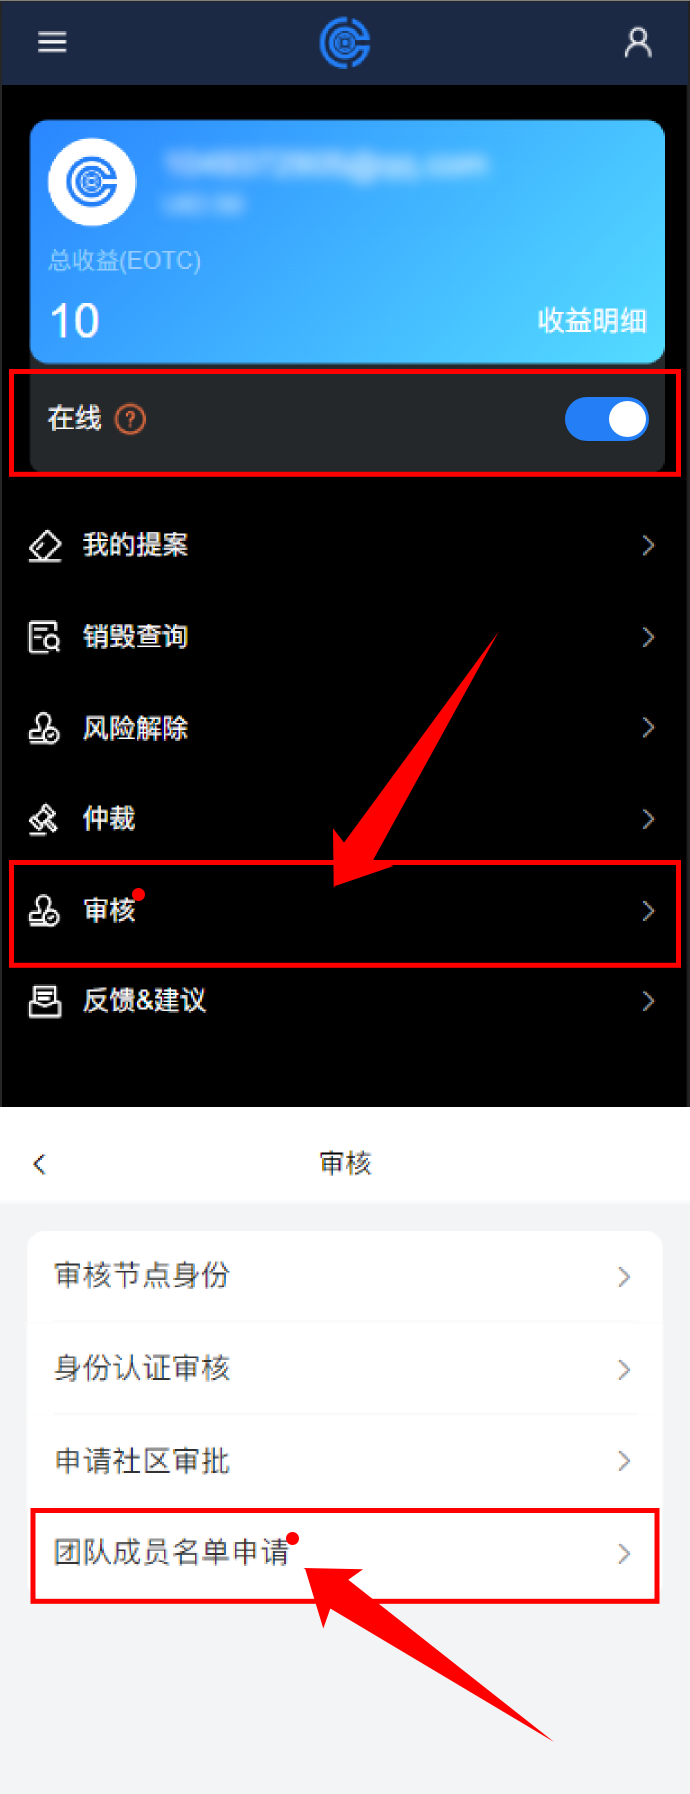 总收益(EOTC)
10
收益明细
在线 ?
我的提案
销毁查询
风险解除
仲裁
审核
反馈&建议
审核
审核节点身份
身份认证审核
申请社区审批
团队成员名单申请